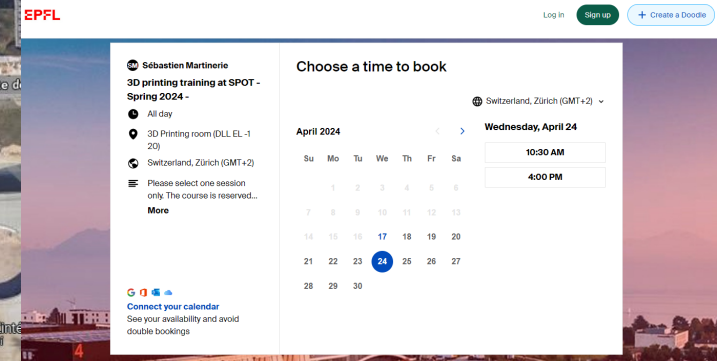 EPFL
Log in
Sign up
+ Create a Doodle
SM Sébastien Martinerie
3D printing training at SPOT -
Spring 2024 -
All day
3D Printing room (DLL EL -1
20)
Switzerland, Zürich (GMT+2)
Please select one session
only. The course is reserved...
More
Connect your calendar
See your availability and avoid
double bookings
Choose a time to book
Switzerland, Zürich (GMT+2)
April 2024
Su Mo Tu We Th Fr Sa
1 2 3 4 5 6
7 8 9 10 11 12 13
14 15 16 17 18 19 20
21 22 23 24 25 26 27
28 29 30
Wednesday, April 24
10:30 AM
4:00 PM
4